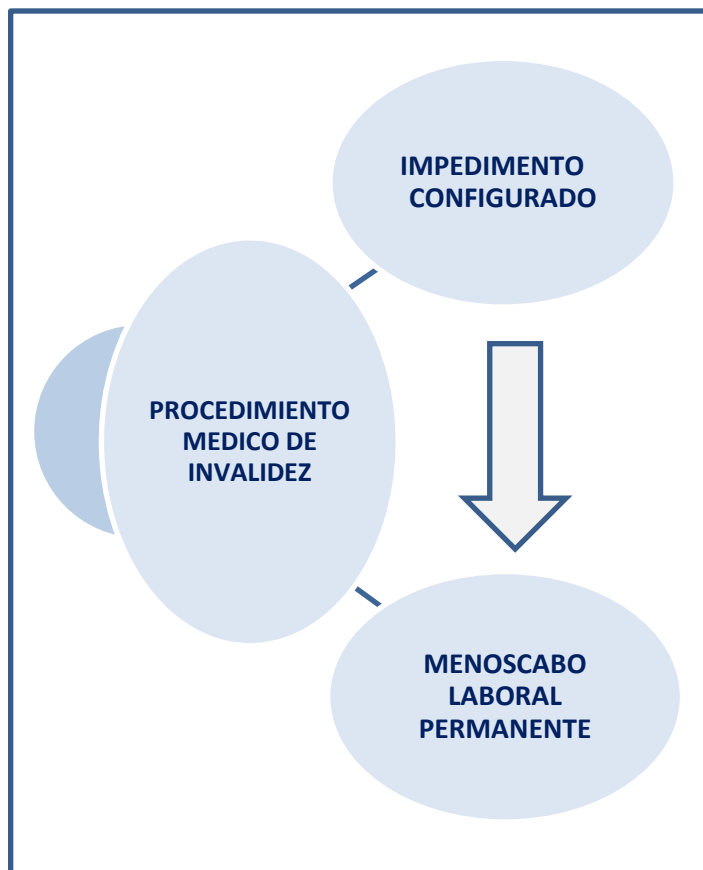 IMPEDIMENTO
CONFIGURADO
PROCEDIMIENTO
MEDICO DE
INVALIDEZ
MENOSCABO
LABORAL
PERMANENTE